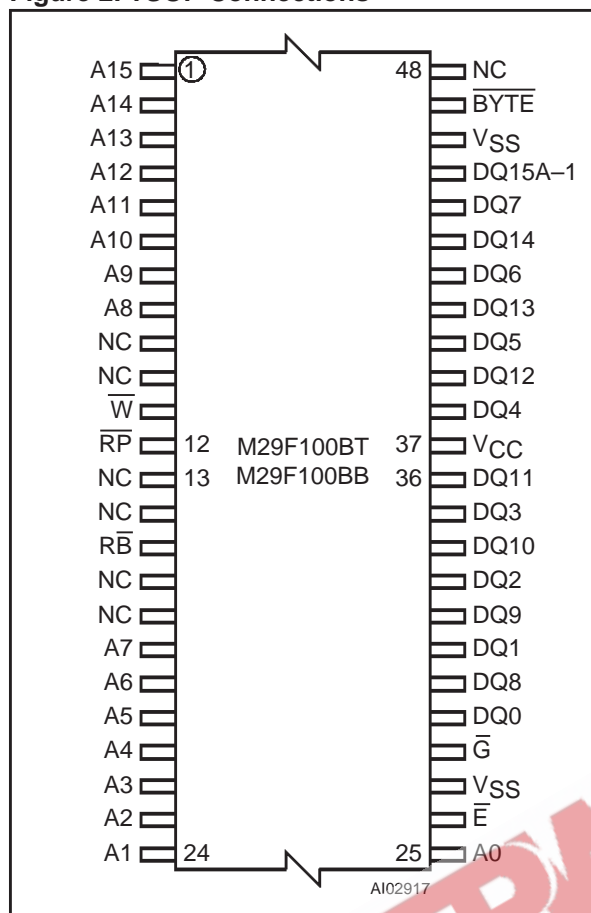 Figure 2. TSOP Connections
A15 1 48 NC
A14 B̅Y̅T̅E̅
A13 VSS
A12 DQ15A–1
A11 DQ7
A10 DQ14
A9 DQ6
A8 DQ13
NC DQ5
NC DQ12
W̅ DQ4
R̅P̅ 12 M29F100BT 37 VCC
NC 13 M29F100BB 36 DQ11
NC DQ3
RB̅ DQ10
NC DQ2
NC DQ9
A7 DQ1
A6 DQ8
A5 DQ0
A4 G̅
A3 VSS
A2 E̅
A1 24 25 A0
AI02917